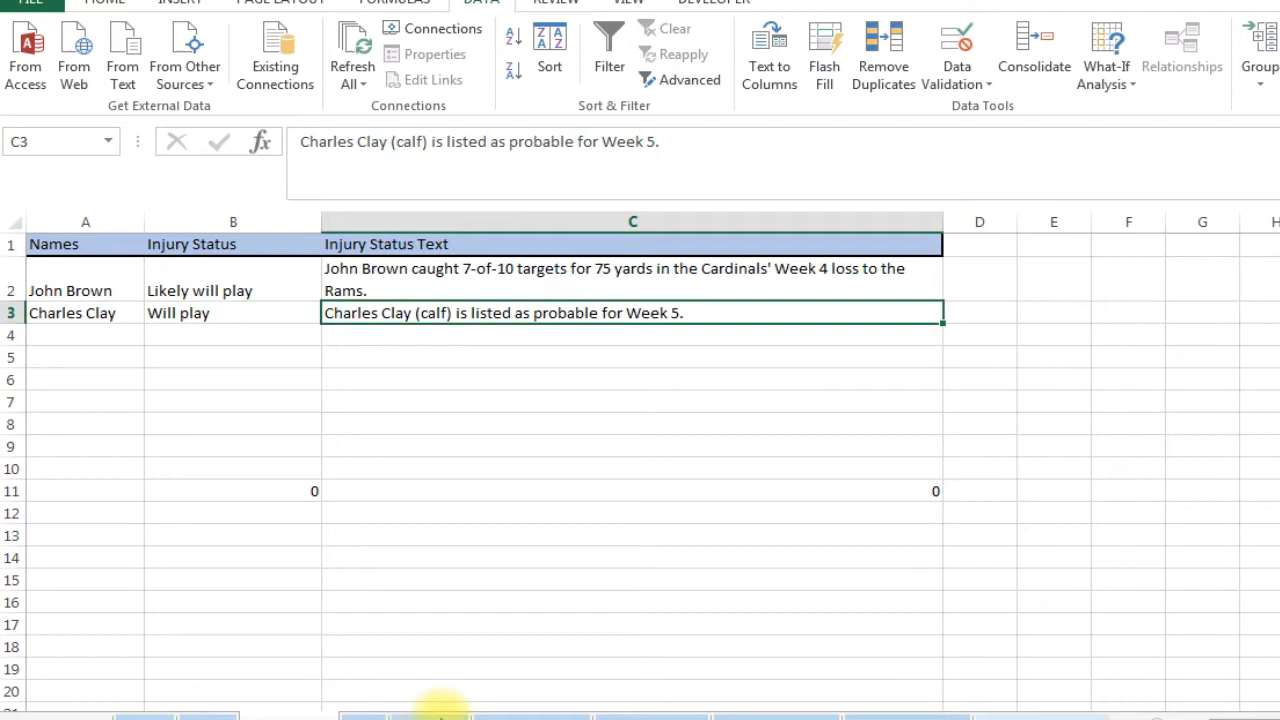 FILE HOME INSERT PAGE LAYOUT FORMULAS DATA REVIEW VIEW DEVELOPER
From Access
From Web
From Text
From Other Sources
Existing Connections
Get External Data
Refresh All
Connections
Properties
Edit Links
Connections
Sort
Filter
Clear
Reapply
Advanced
Sort & Filter
Text to Columns
Flash Fill
Remove Duplicates
Data Validation
Consolidate
What-If Analysis
Relationships
Data Tools
Group
C3 fx Charles Clay (calf) is listed as probable for Week 5.
A B C D E F G H
1 Names Injury Status Injury Status Text
John Brown caught 7-of-10 targets for 75 yards in the Cardinals' Week 4 loss to the
2 John Brown Likely will play Rams.
3 Charles Clay Will play Charles Clay (calf) is listed as probable for Week 5.
4
5
6
7
8
9
10
11 0 0
12
13
14
15
16
17
18
19
20